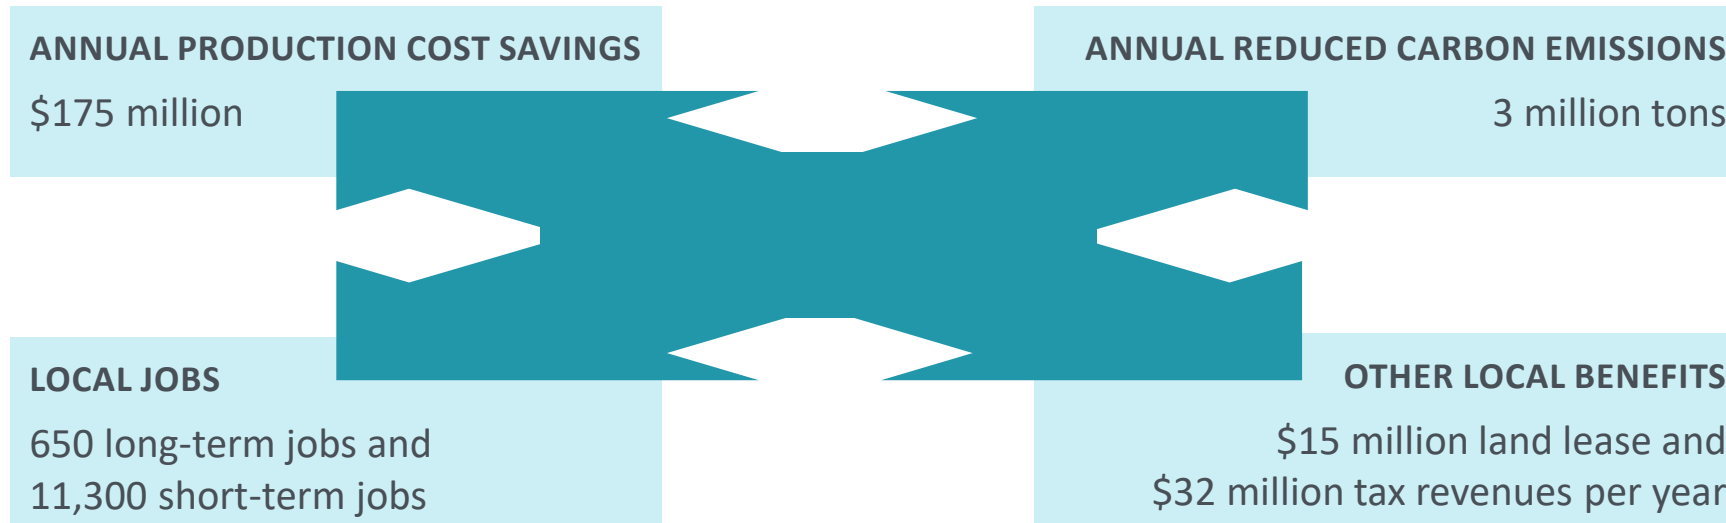 ANNUAL PRODUCTION COST SAVINGS
$175 million
ANNUAL REDUCED CARBON EMISSIONS
3 million tons
LOCAL JOBS
650 long-term jobs and
11,300 short-term jobs
OTHER LOCAL BENEFITS
$15 million land lease and
$32 million tax revenues per year